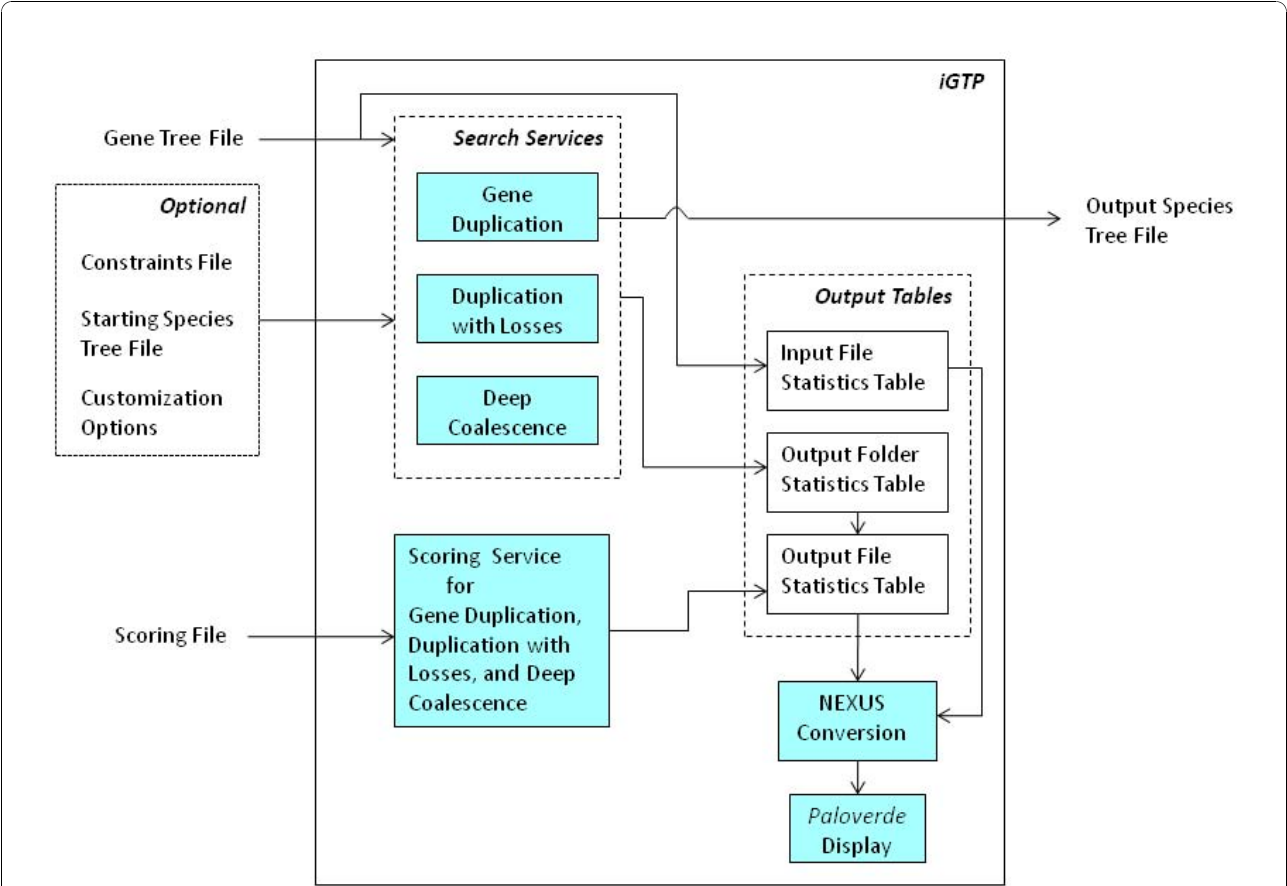 iGTP
Gene Tree File
Optional
Constraints File
Starting Species
Tree File
Customization
Options
Search Services
Gene
Duplication
Duplication
with Losses
Deep
Coalescence
Output Species
Tree File
Output Tables
Input File
Statistics Table
Output Folder
Statistics Table
Output File
Statistics Table
Scoring File
Scoring Service
for
Gene Duplication,
Duplication with
Losses, and Deep
Coalescence
NEXUS
Conversion
Paloverde
Display